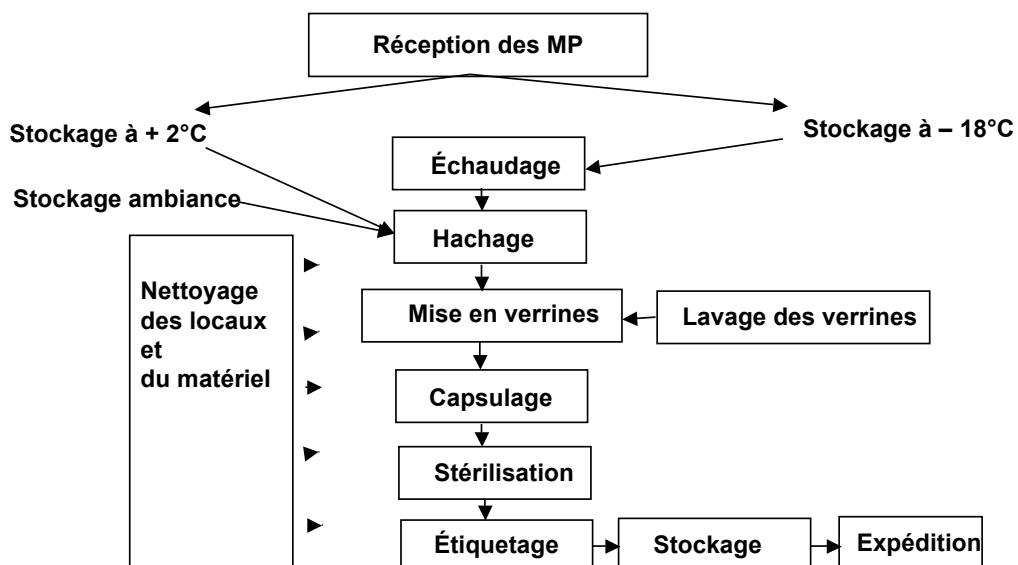 Réception des MP
Stockage à + 2°C
Stockage à – 18°C
Échaudage
Stockage ambiance
Hachage
Nettoyage
des locaux
et
du matériel
Mise en verrines
Lavage des verrines
Capsulage
Stérilisation
Étiquetage
Stockage
Expédition